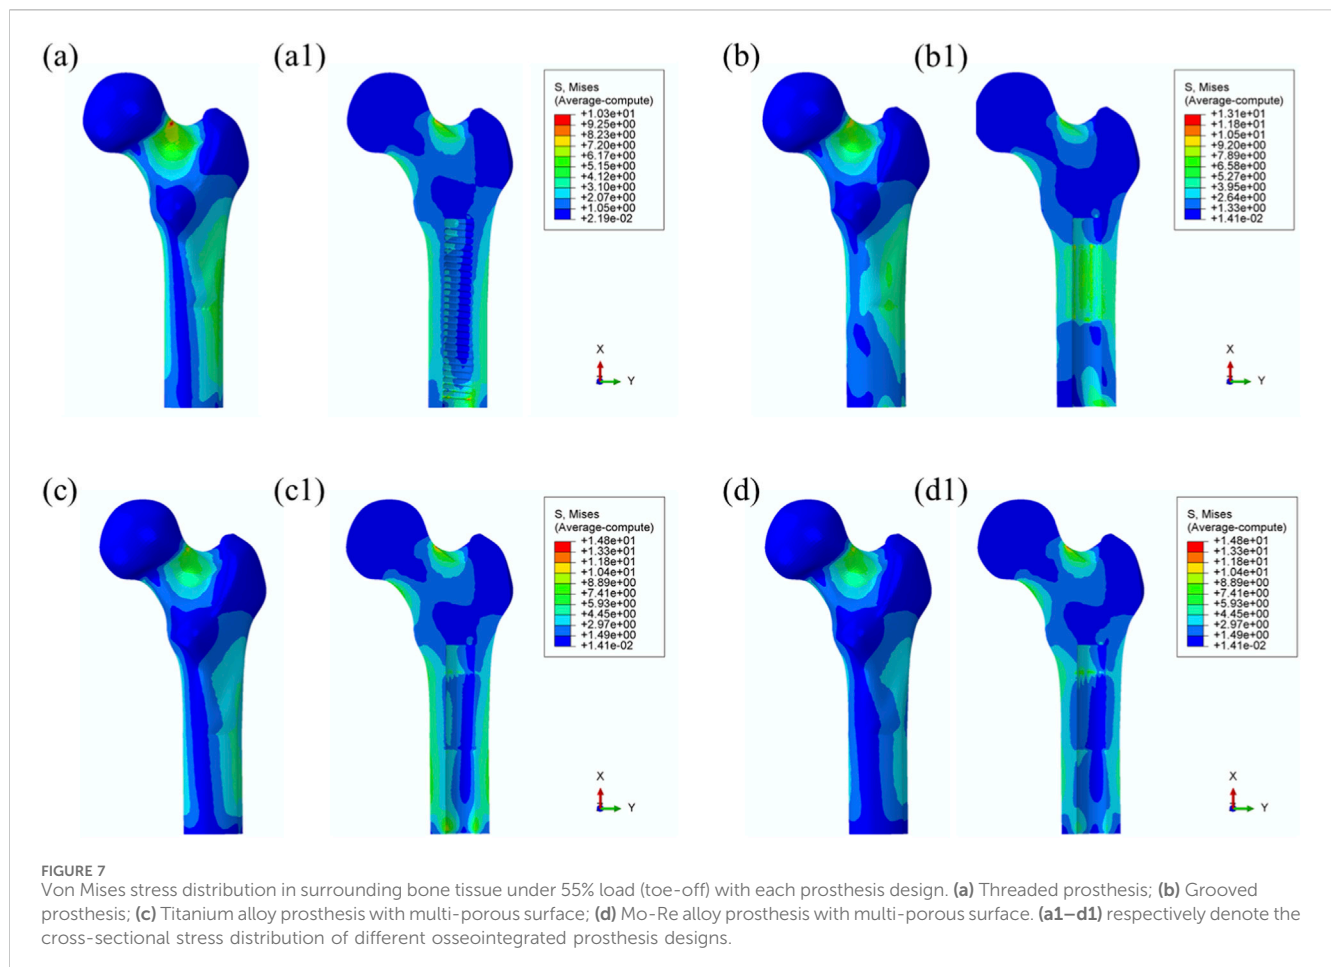 (a)
(a1)
S, Mises
(Average-compute)
+1.03e+01
+9.25e+00
+8.23e+00
+7.20e+00
+6.17e+00
+5.15e+00
+4.12e+00
+3.10e+00
+2.07e+00
+1.05e+00
+2.19e-02
X
Y
(b)
(b1)
S, Mises
(Average-compute)
+1.31e+01
+1.18e+01
+1.05e+01
+9.20e+00
+7.89e+00
+6.58e+00
+5.27e+00
+3.95e+00
+2.64e+00
+1.33e+00
+1.41e-02
X
Y
(c)
(c1)
S, Mises
(Average-compute)
+1.48e+01
+1.33e+01
+1.18e+01
+1.04e+01
+8.89e+00
+7.41e+00
+5.93e+00
+4.45e+00
+2.97e+00
+1.49e+00
+1.41e-02
X
Y
(d)
(d1)
S, Mises
(Average-compute)
+1.48e+01
+1.33e+01
+1.18e+01
+1.04e+01
+8.89e+00
+7.41e+00
+5.93e+00
+4.45e+00
+2.97e+00
+1.49e+00
+1.41e-02
X
Y
FIGURE 7
Von Mises stress distribution in surrounding bone tissue under 55% load (toe-off) with each prosthesis design. (a) Threaded prosthesis; (b) Grooved
prosthesis; (c) Titanium alloy prosthesis with multi-porous surface; (d) Mo-Re alloy prosthesis with multi-porous surface. (a1–d1) respectively denote the
cross-sectional stress distribution of different osseointegrated prosthesis designs.